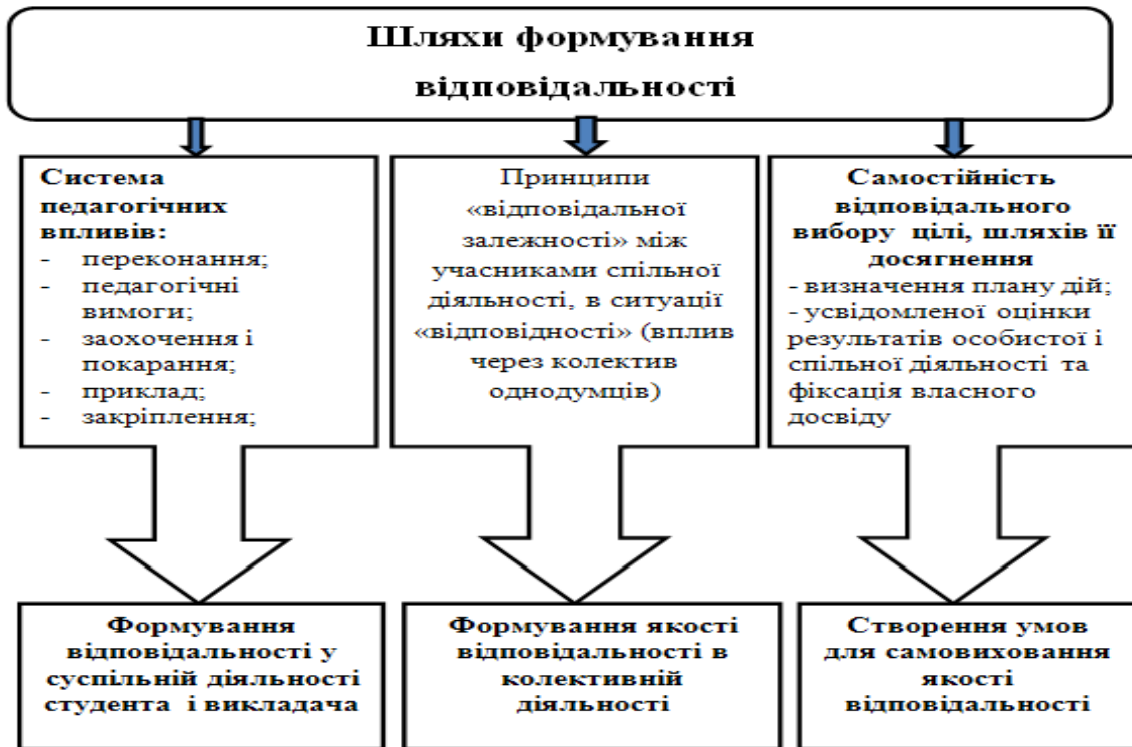 Шляхи формування
відповідальності
Система
педагогічних
впливів:
- переконання;
- педагогічні
вимоги;
- заохочення і
покарання;
- приклад;
- закріплення;
Принципи
«відповідальної
залежності» між
учасниками спільної
діяльності, в ситуації
«відповідності» (вплив
через колектив
однодумців)
Самостійність
відповідального
вибору цілі, шляхів її
досягнення
- визначення плану дій;
- усвідомленої оцінки
результатів особистої і
спільної діяльності та
фіксація власного
досвіду
Формування
відповідальності у
суспільній діяльності
студента і викладача
Формування якості
відповідальності в
колективній
діяльності
Створення умов
для самовиховання
якості
відповідальності